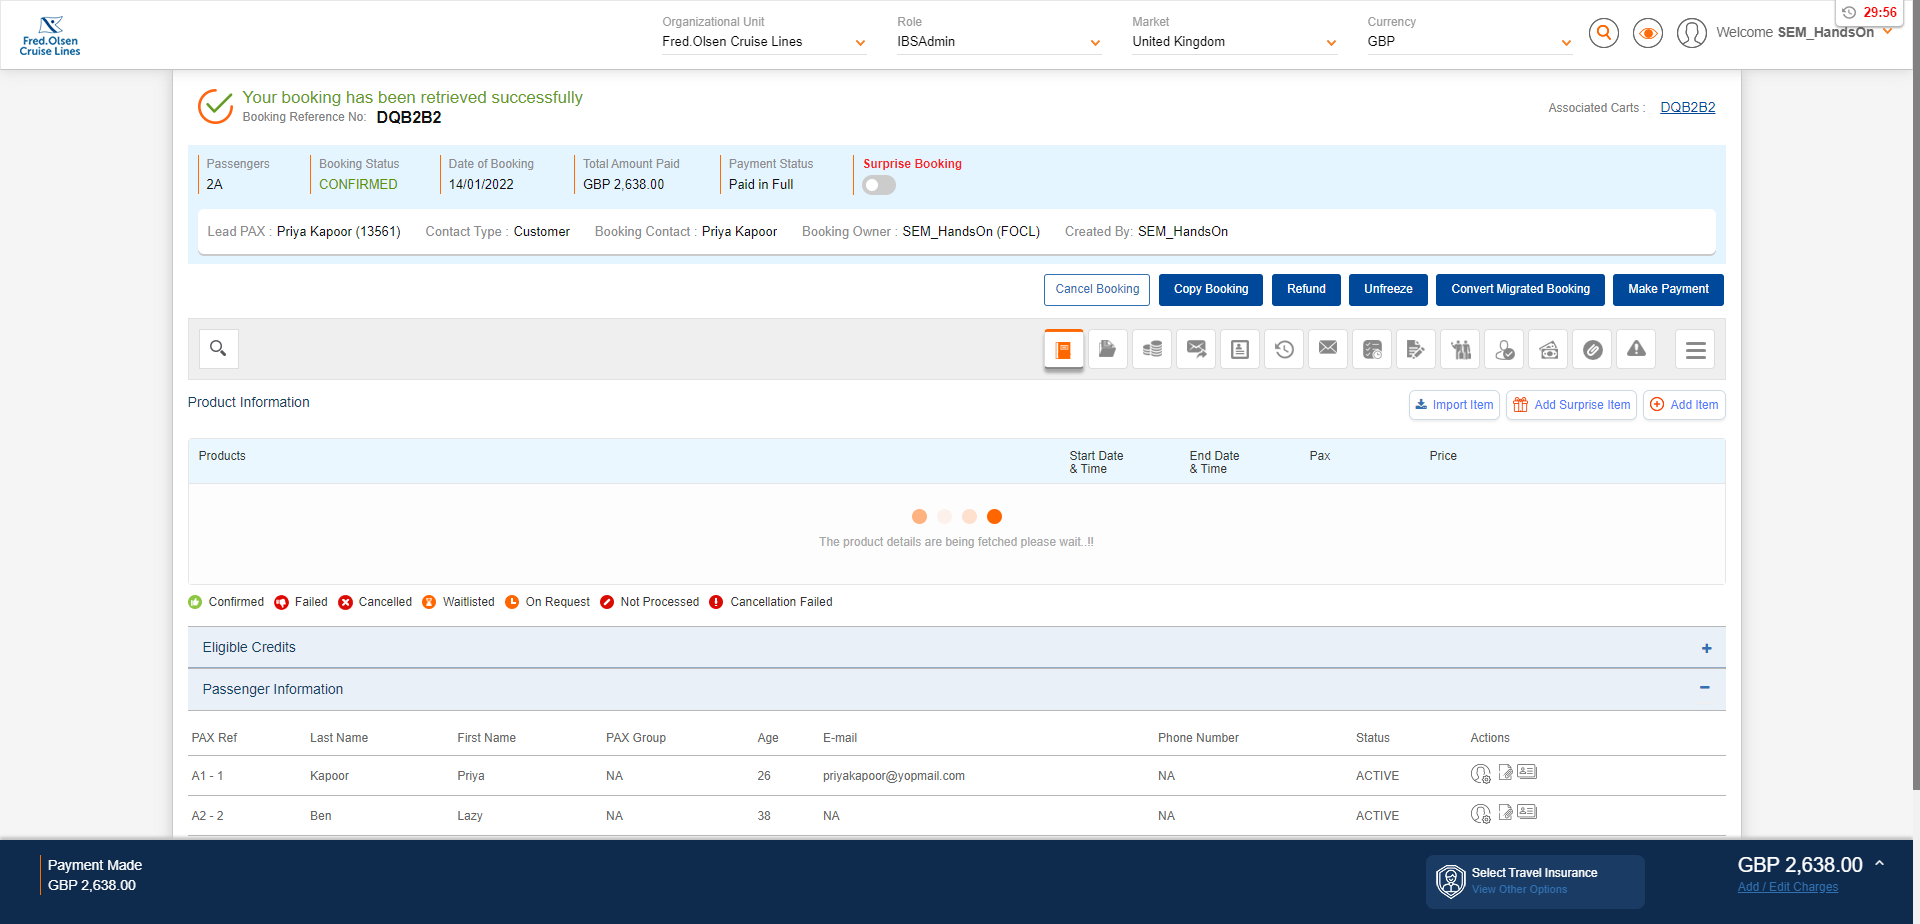 Fred.Olsen
Cruise Lines
Organizational Unit
Fred.Olsen Cruise Lines
Role
IBSAdmin
Market
United Kingdom
Currency
GBP
Welcome SEM_HandsOn
29:56
Your booking has been retrieved successfully
Booking Reference No: DQB2B2
Associated Carts : DQB2B2
Passengers
2A
Booking Status
CONFIRMED
Date of Booking
14/01/2022
Total Amount Paid
GBP 2,638.00
Payment Status
Paid in Full
Surprise Booking
Lead PAX : Priya Kapoor (13561) Contact Type : Customer Booking Contact : Priya Kapoor Booking Owner : SEM_HandsOn (FOCL) Created By: SEM_HandsOn
Cancel Booking Copy Booking Refund Unfreeze Convert Migrated Booking Make Payment
Product Information
Import Item Add Surprise Item Add Item
Products
Start Date
& Time
End Date
& Time
Pax
Price
The product details are being fetched please wait..!!
Confirmed Failed Cancelled Waitlisted On Request Not Processed Cancellation Failed
Eligible Credits +
Passenger Information −
PAX Ref Last Name First Name PAX Group Age E-mail Phone Number Status Actions
A1 - 1 Kapoor Priya NA 26 priyakapoor@yopmail.com NA ACTIVE
A2 - 2 Ben Lazy NA 38 NA NA ACTIVE
Payment Made
GBP 2,638.00
Select Travel Insurance
View Other Options
GBP 2,638.00
Add / Edit Charges